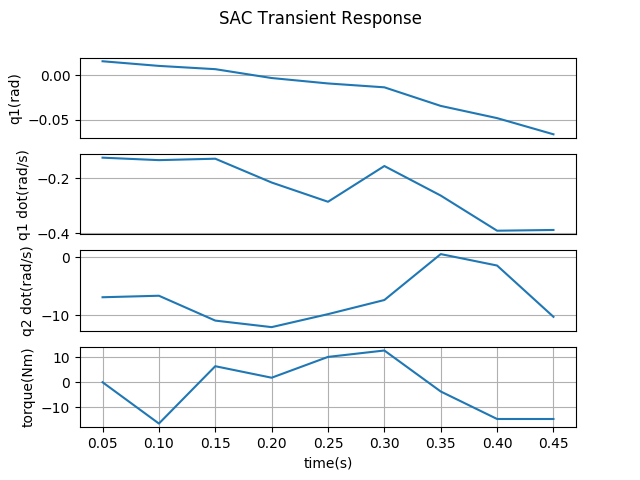 SAC Transient Response
q1(rad)
0.00
−0.05
q1 dot(rad/s)
−0.2
−0.4
q2 dot(rad/s)
0
−10
torque(Nm)
10
0
−10
0.05 0.10 0.15 0.20 0.25 0.30 0.35 0.40 0.45
time(s)